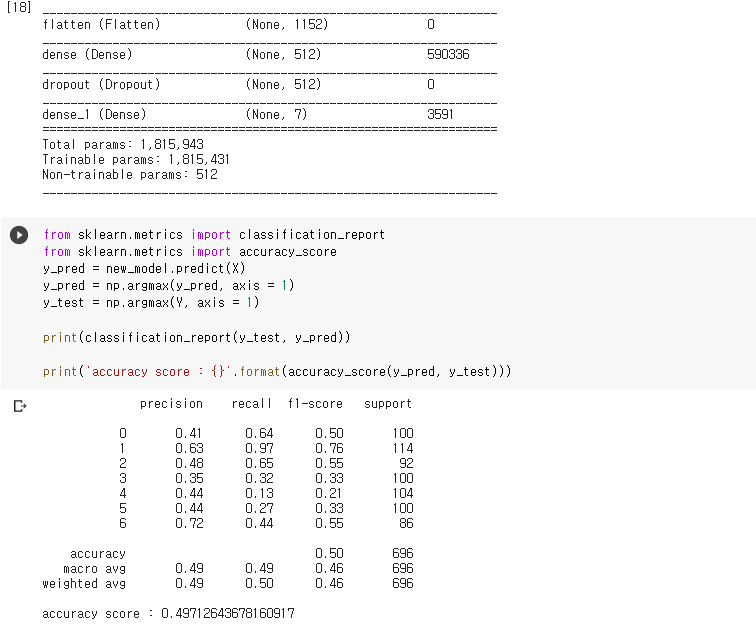 [18]
flatten (Flatten) (None, 1152) 0
dense (Dense) (None, 512) 590336
dropout (Dropout) (None, 512) 0
dense_1 (Dense) (None, 7) 3591
Total params: 1,815,943
Trainable params: 1,815,431
Non-trainable params: 512
from sklearn.metrics import classification_report
from sklearn.metrics import accuracy_score
y_pred = new_model.predict(X)
y_pred = np.argmax(y_pred, axis = 1)
y_test = np.argmax(Y, axis = 1)
print(classification_report(y_test, y_pred))
print('accuracy score : {}'.format(accuracy_score(y_pred, y_test)))
precision recall f1-score support
0 0.41 0.64 0.50 100
1 0.63 0.97 0.76 114
2 0.48 0.65 0.55 92
3 0.35 0.32 0.33 100
4 0.44 0.13 0.21 104
5 0.44 0.27 0.33 100
6 0.72 0.44 0.55 86
accuracy 0.50 696
macro avg 0.49 0.49 0.46 696
weighted avg 0.49 0.50 0.46 696
accuracy score : 0.49712643678160917